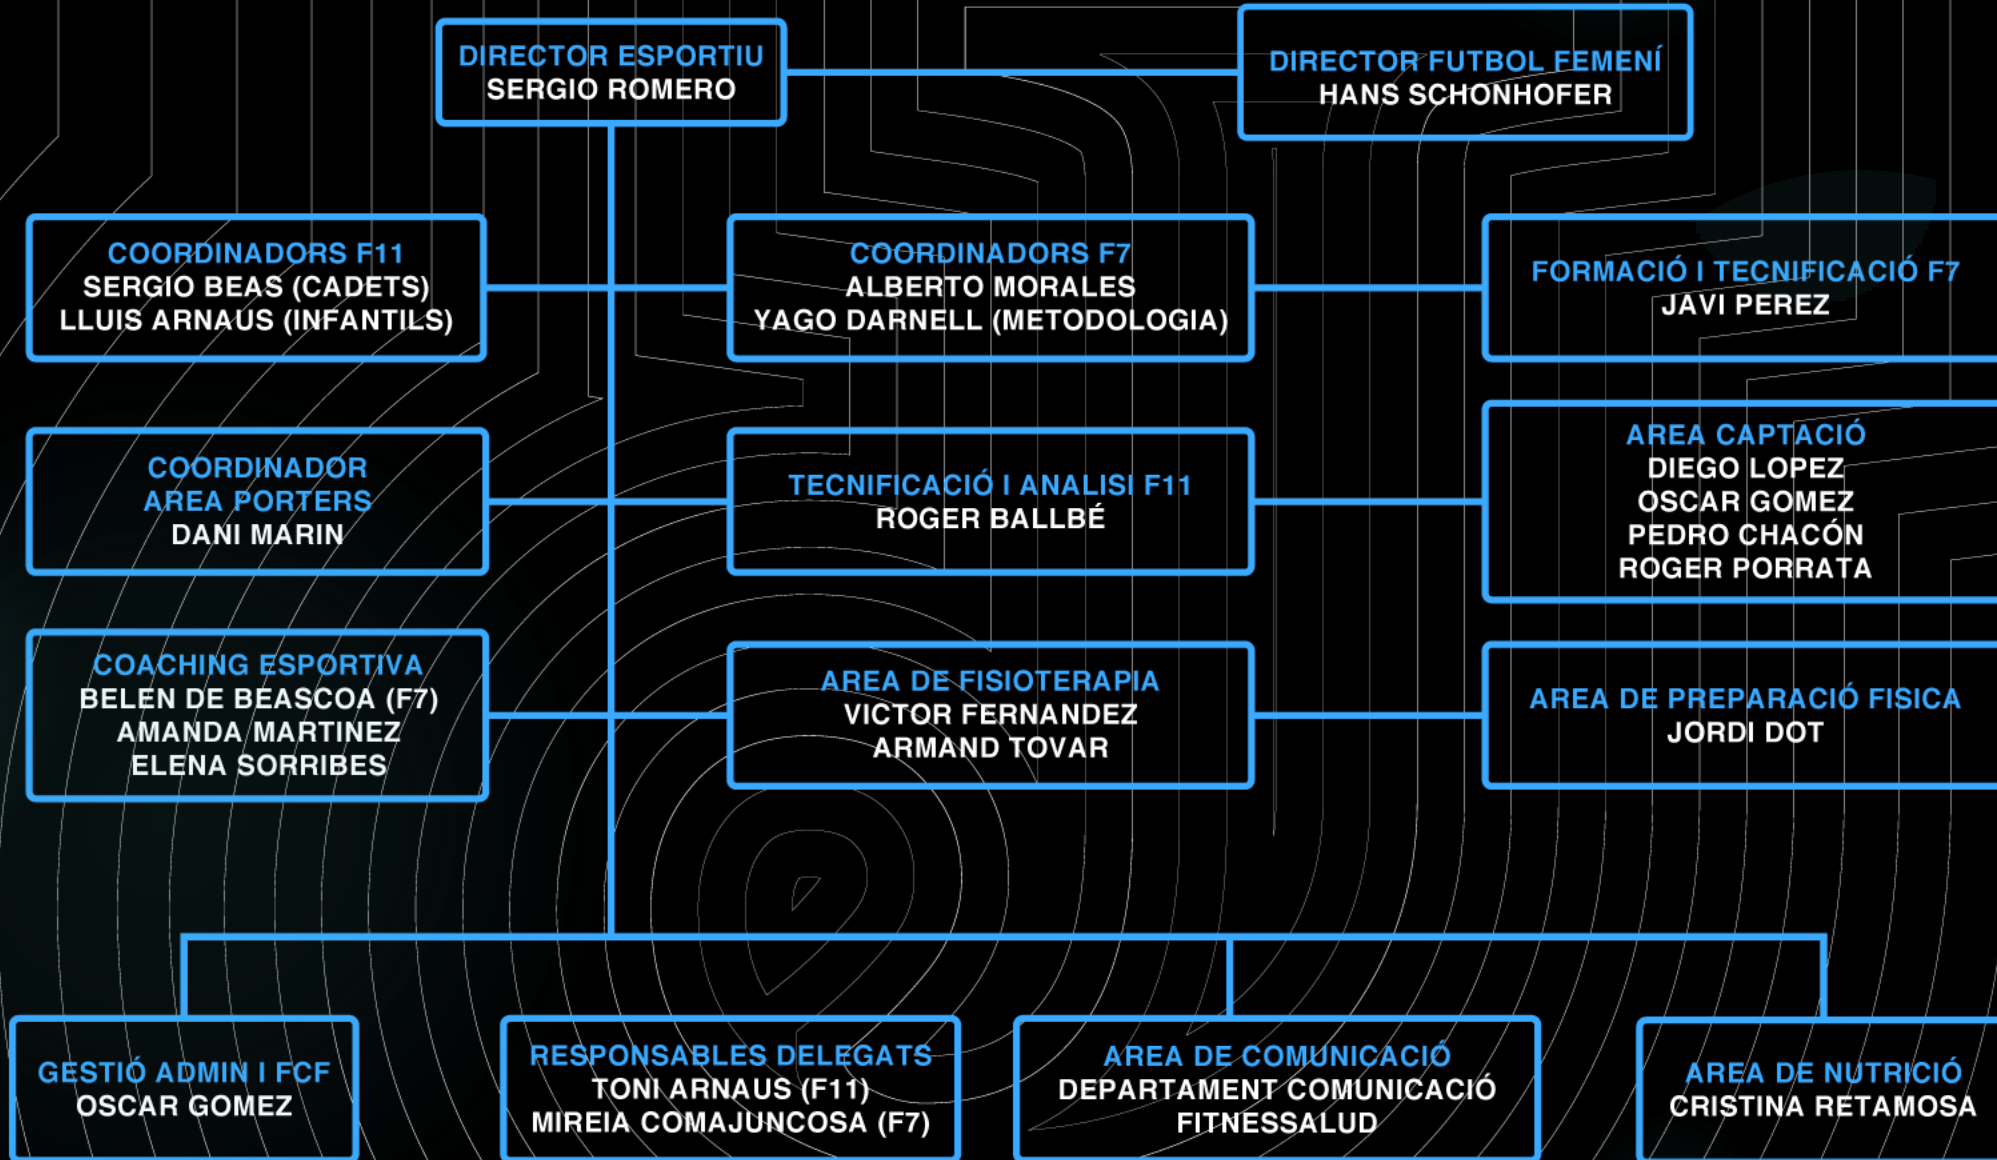 DIRECTOR ESPORTIU
SERGIO ROMERO
DIRECTOR FUTBOL FEMENÍ
HANS SCHONHOFER
COORDINADORS F11
SERGIO BEAS (CADETS)
LLUIS ARNAUS (INFANTILS)
COORDINADORS F7
ALBERTO MORALES
YAGO DARNELL (METODOLOGIA)
FORMACIÓ I TECNIFICACIÓ F7
JAVI PEREZ
COORDINADOR
AREA PORTERS
DANI MARIN
TECNIFICACIÓ I ANALISI F11
ROGER BALLBÉ
AREA CAPTACIÓ
DIEGO LOPEZ
OSCAR GOMEZ
PEDRO CHACÓN
ROGER PORRATA
COACHING ESPORTIVA
BELEN DE BEASCOA (F7)
AMANDA MARTINEZ
ELENA SORRIBES
AREA DE FISIOTERAPIA
VICTOR FERNANDEZ
ARMAND TOVAR
AREA DE PREPARACIÓ FISICA
JORDI DOT
GESTIÓ ADMIN I FCF
OSCAR GOMEZ
RESPONSABLES DELEGATS
TONI ARNAUS (F11)
MIREIA COMAJUNCOSA (F7)
AREA DE COMUNICACIÓ
DEPARTAMENT COMUNICACIÓ
FITNESSALUD
AREA DE NUTRICIÓ
CRISTINA RETAMOSA